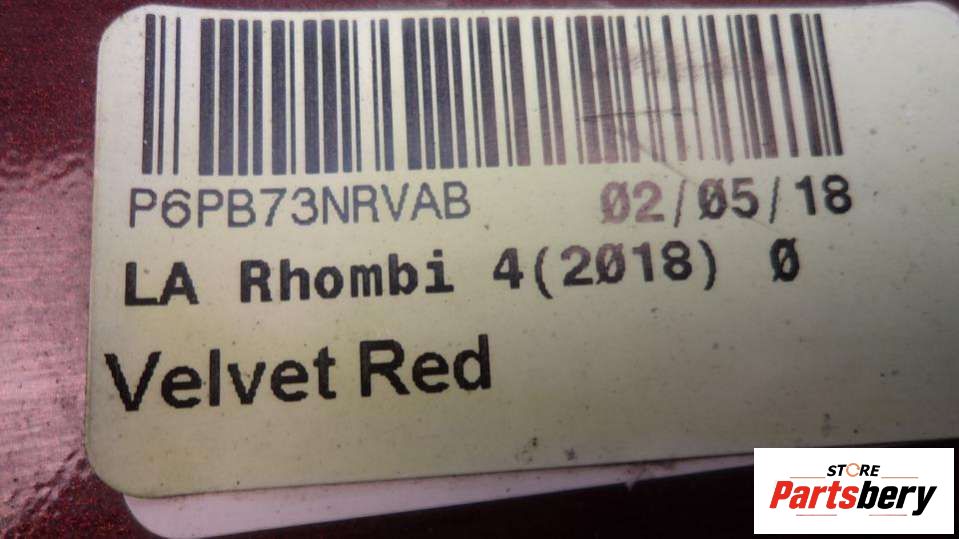 P6PB73NRVAB 02/05/18
LA Rhombi 4(2018) 0
Velvet Red
STORE
Partsbery